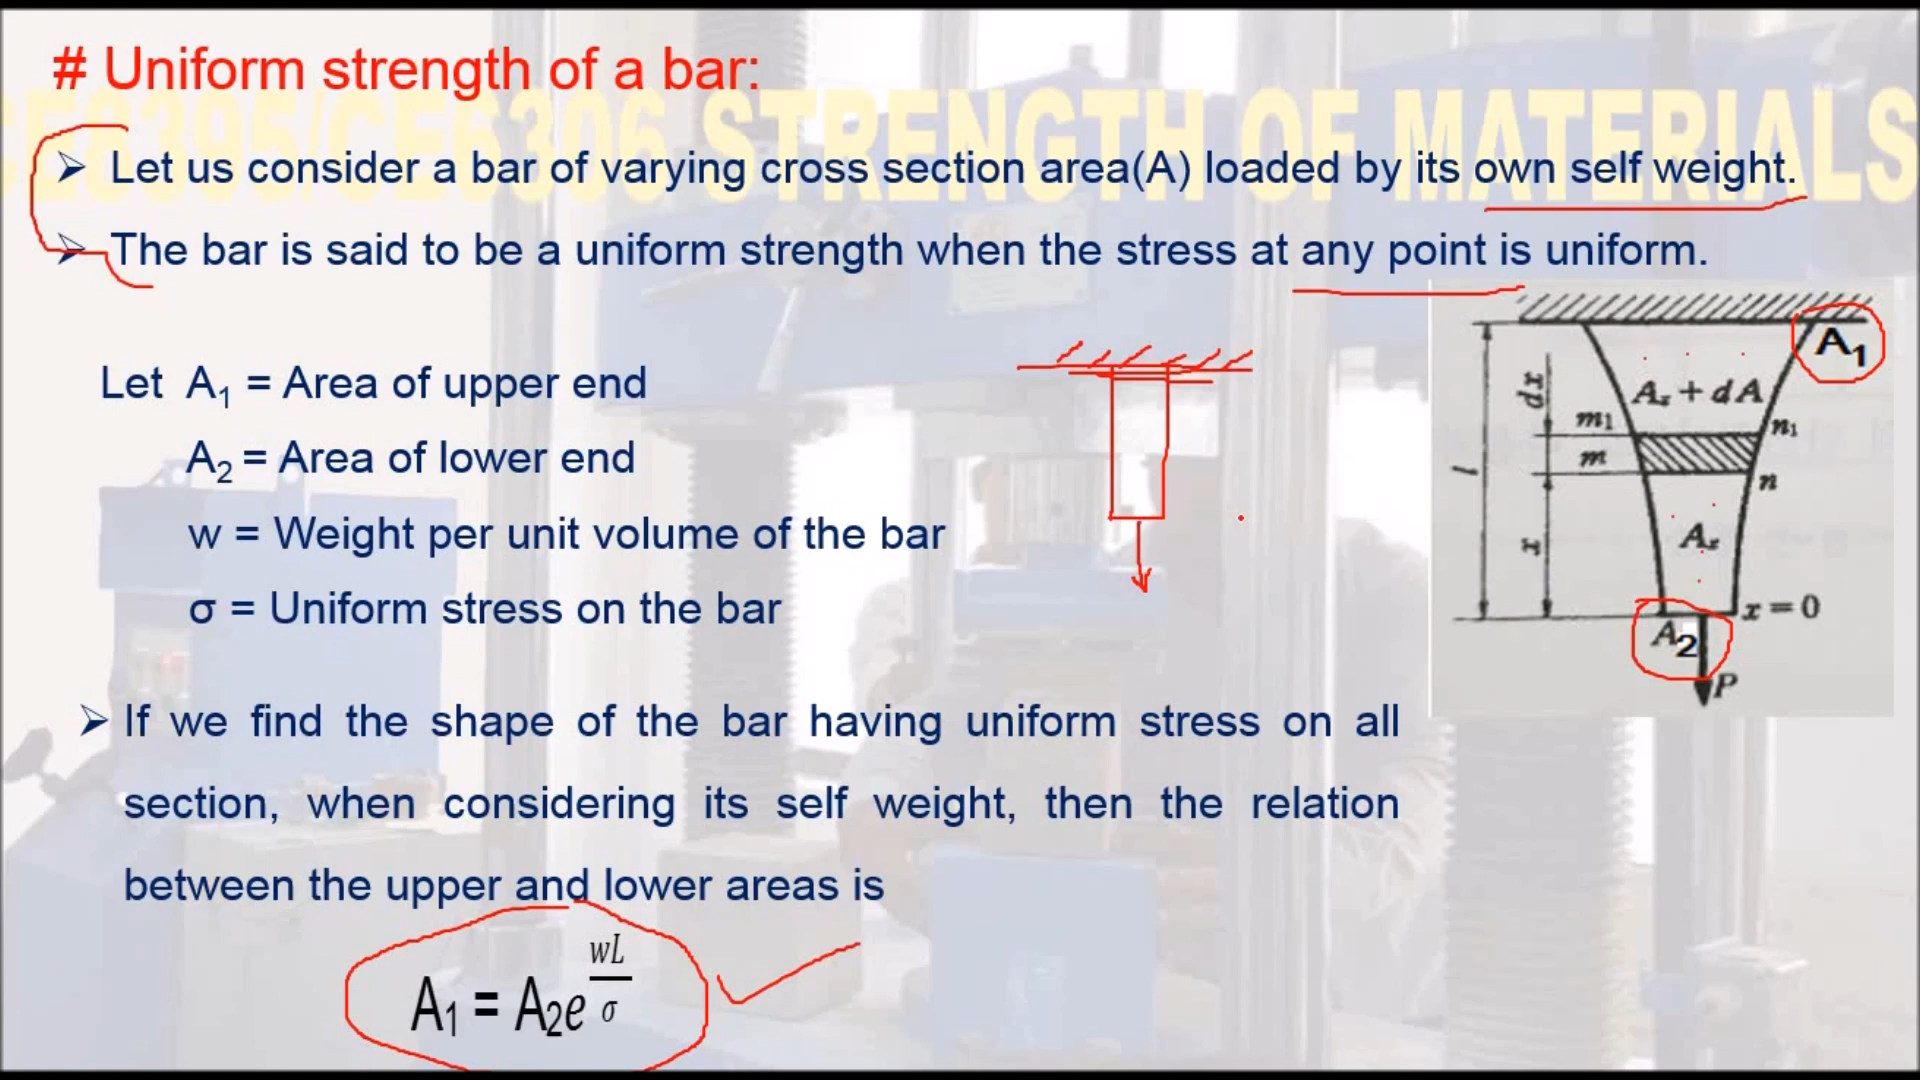 # Uniform strength of a bar:
CE8395/CE6306 STRENGTH OF MATERIALS
➢ Let us consider a bar of varying cross section area(A) loaded by its own self weight.
➢ The bar is said to be a uniform strength when the stress at any point is uniform.
Let A₁ = Area of upper end
A₂ = Area of lower end
w = Weight per unit volume of the bar
σ = Uniform stress on the bar
➢ If we find the shape of the bar having uniform stress on all
section, when considering its self weight, then the relation
between the upper and lower areas is
A₁ = A₂e^(wL/σ)
A₁
dx
Aₓ + dA
m₁
n₁
m
n
l
x
Aₓ
x = 0
A₂
P